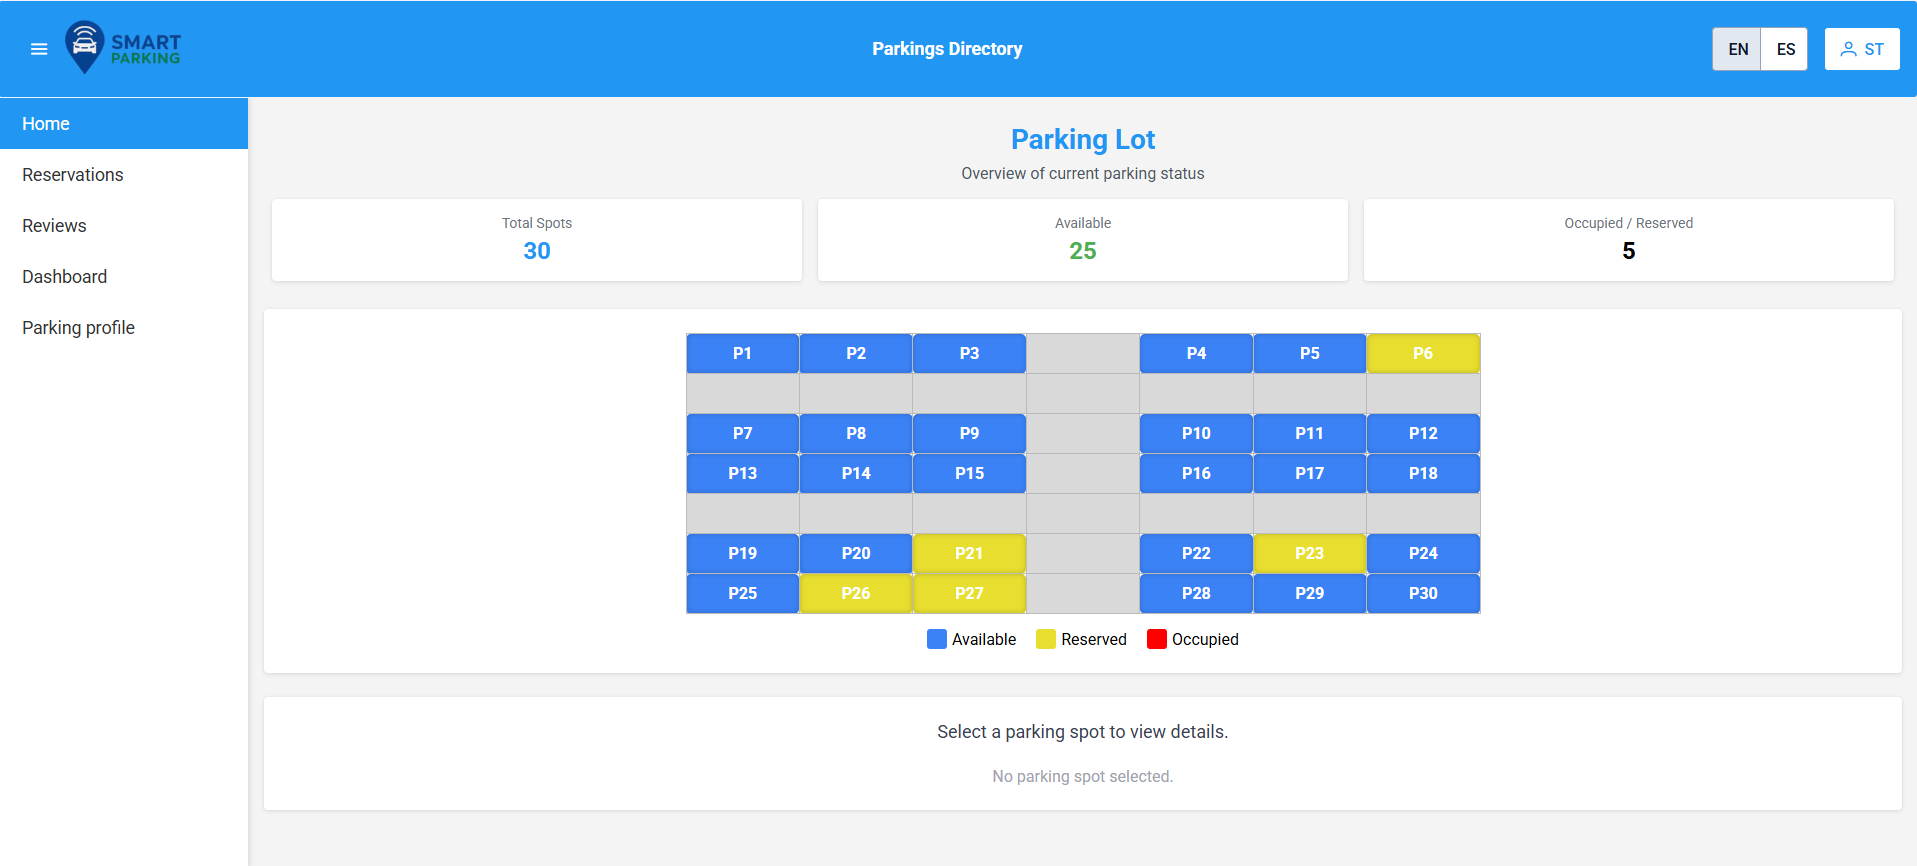 SMART
PARKING
Parkings Directory
EN ES
ST
Home
Reservations
Reviews
Dashboard
Parking profile
Parking Lot
Overview of current parking status
Total Spots
30
Available
25
Occupied / Reserved
5
P1 P2 P3 P4 P5 P6
P7 P8 P9 P10 P11 P12
P13 P14 P15 P16 P17 P18
P19 P20 P21 P22 P23 P24
P25 P26 P27 P28 P29 P30
Available Reserved Occupied
Select a parking spot to view details.
No parking spot selected.